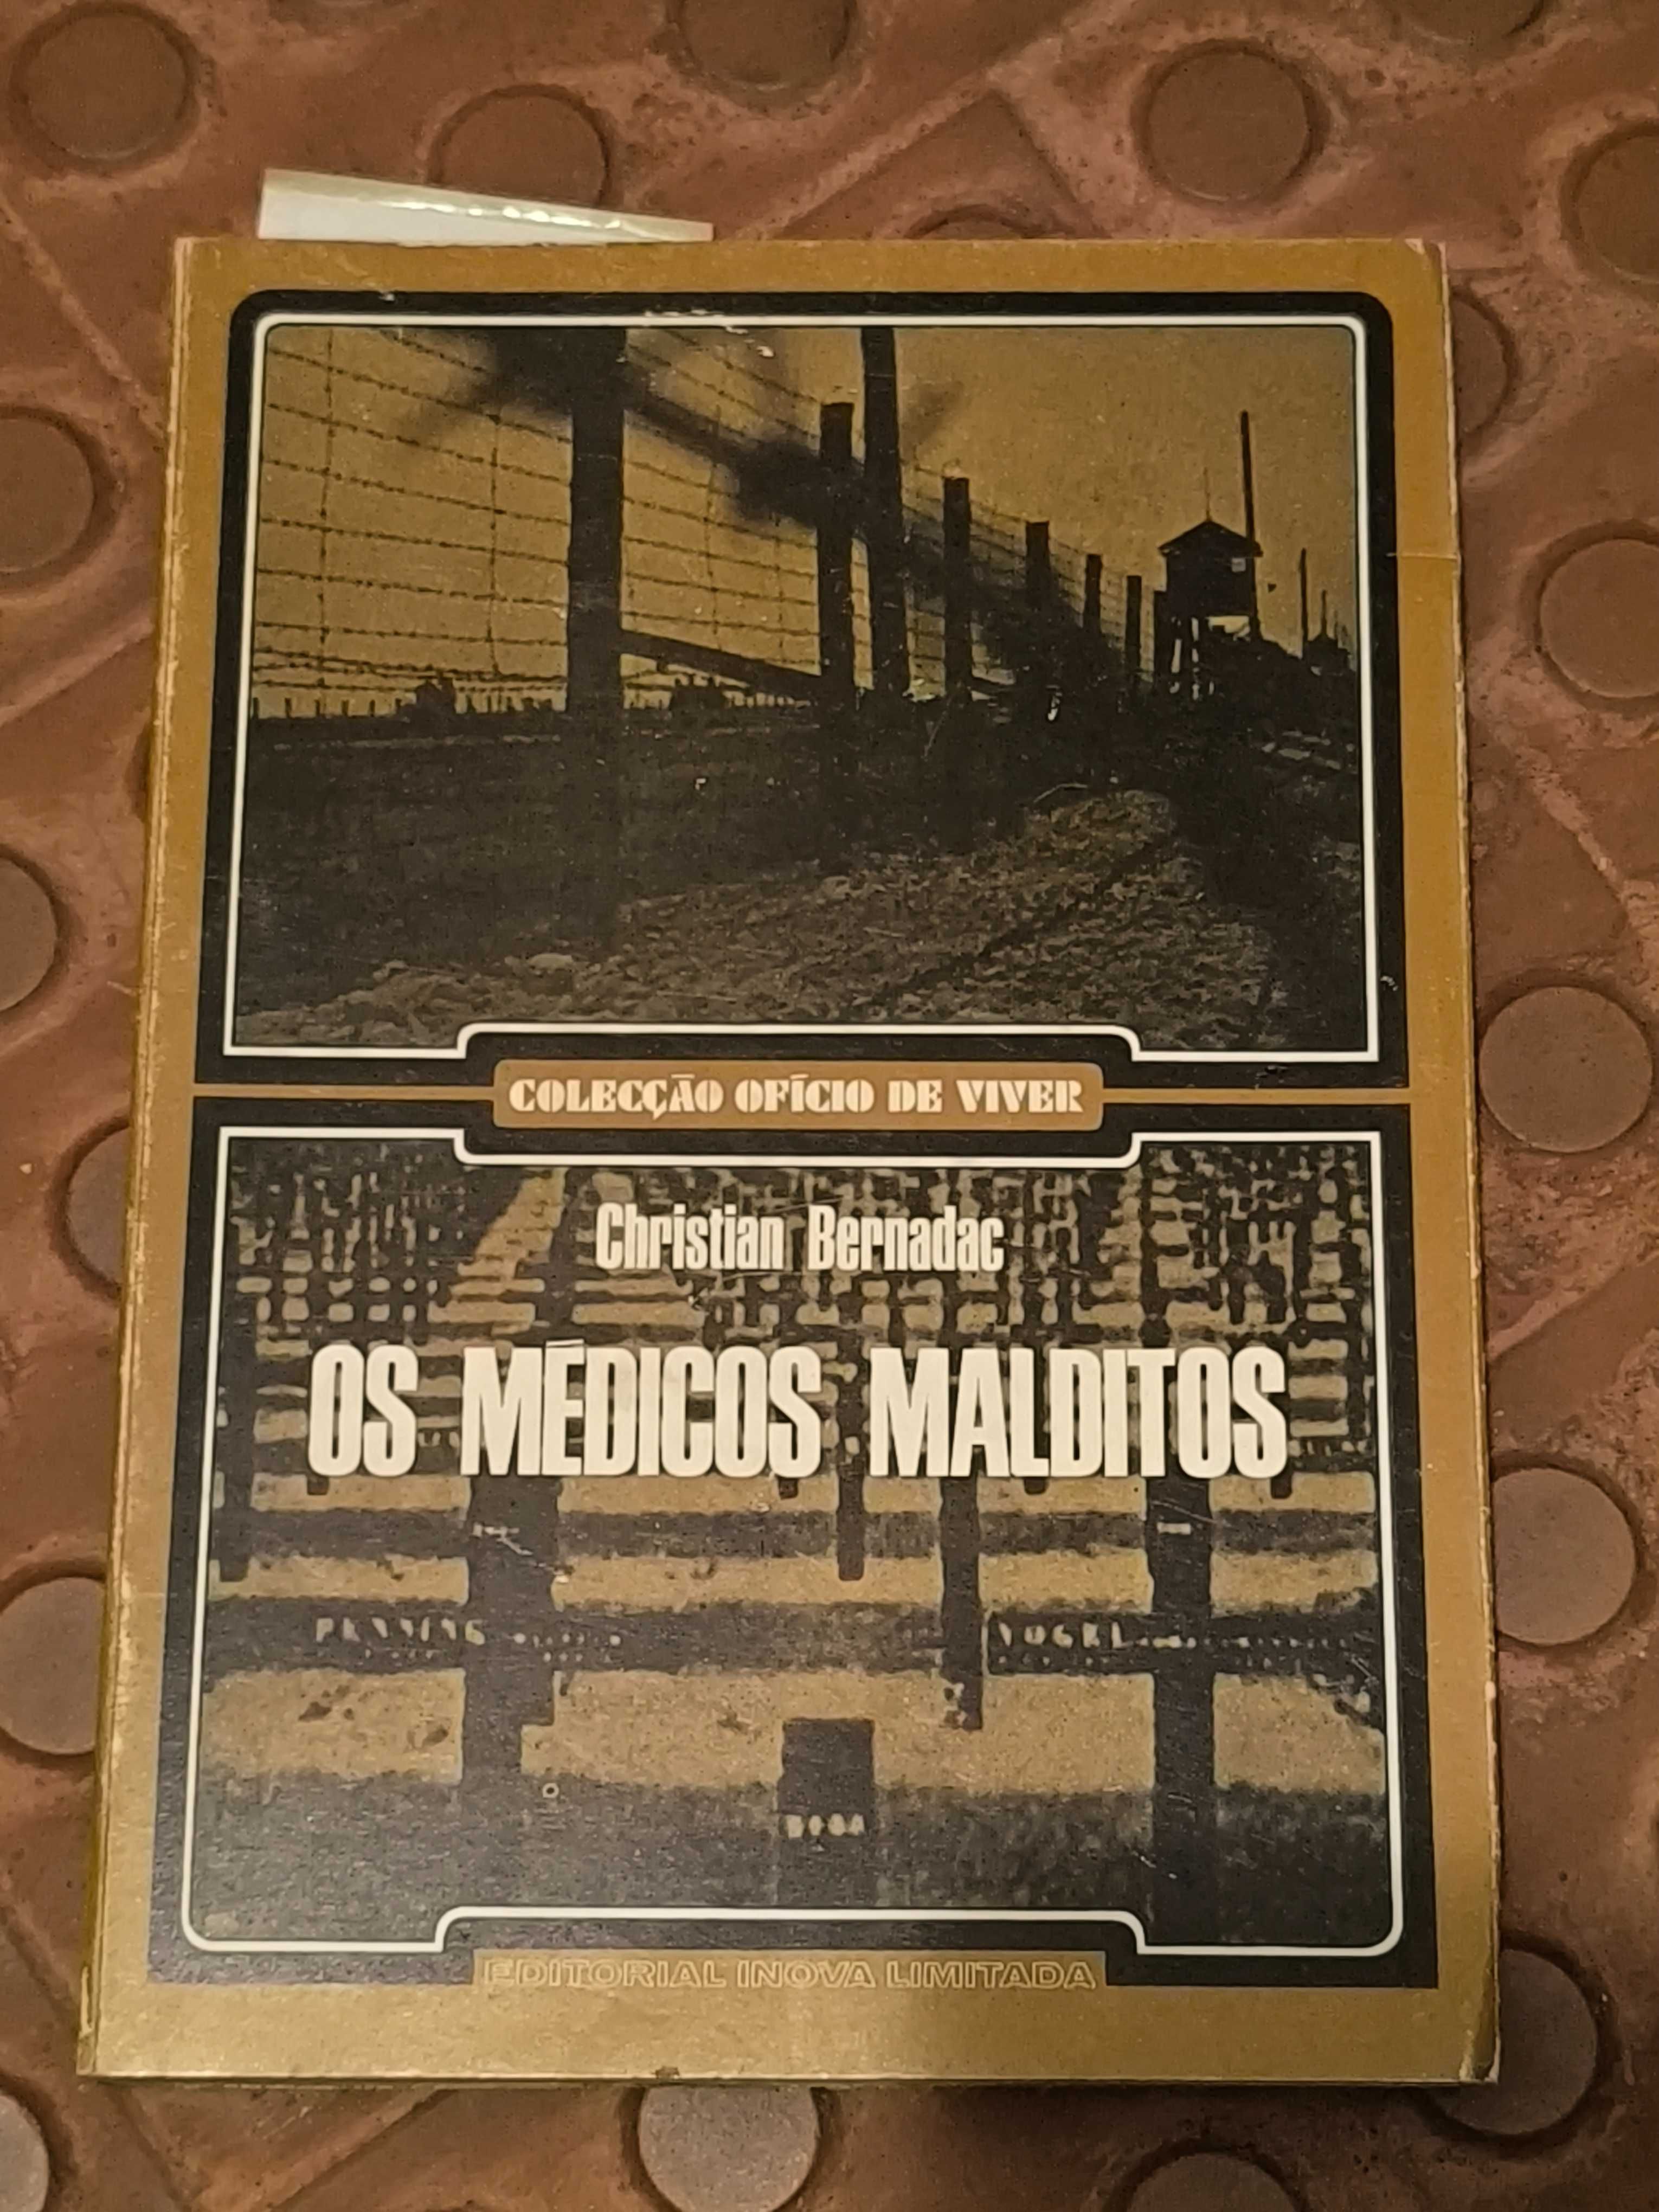 COLECÇÃO OFÍCIO DE VIVER
Christian Bernadac
OS MÉDICOS MALDITOS
EDITORIAL INOVA LIMITADA